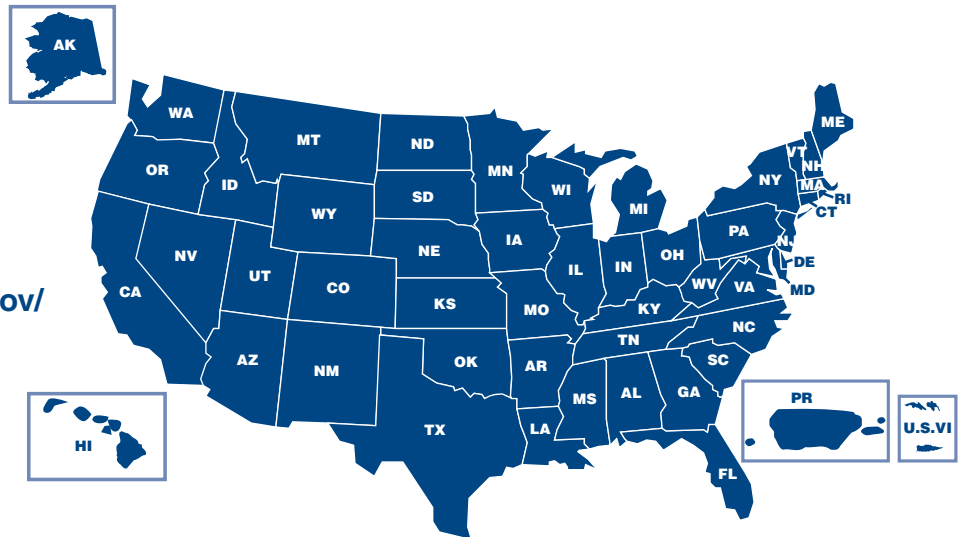 AK
WA
MT
ND
MN
ME
VT
NH
OR
ID
SD
WI
NY
MA
RI
WY
MI
CT
IA
PA
NJ
NV
NE
OH
DE
UT
IL
IN
WV
VA
MD
CA
CO
ov/
KS
MO
KY
NC
TN
AZ
NM
OK
AR
SC
MS
AL
GA
PR
TX
LA
U.S.VI
HI
FL